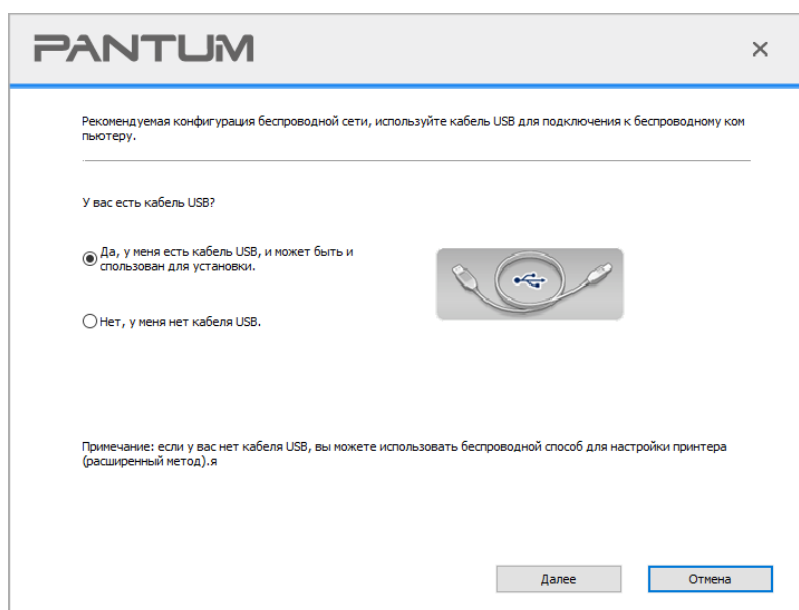 PANTUM
Рекомендуемая конфигурация беспроводной сети, используйте кабель USB для подключения к беспроводному ком
пьютеру.
У вас есть кабель USB?
Да, у меня есть кабель USB, и может быть и
спользован для установки.
Нет, у меня нет кабеля USB.
Примечание: если у вас нет кабеля USB, вы можете использовать беспроводной способ для настройки принтера
(расширенный метод).я
Далее
Отмена